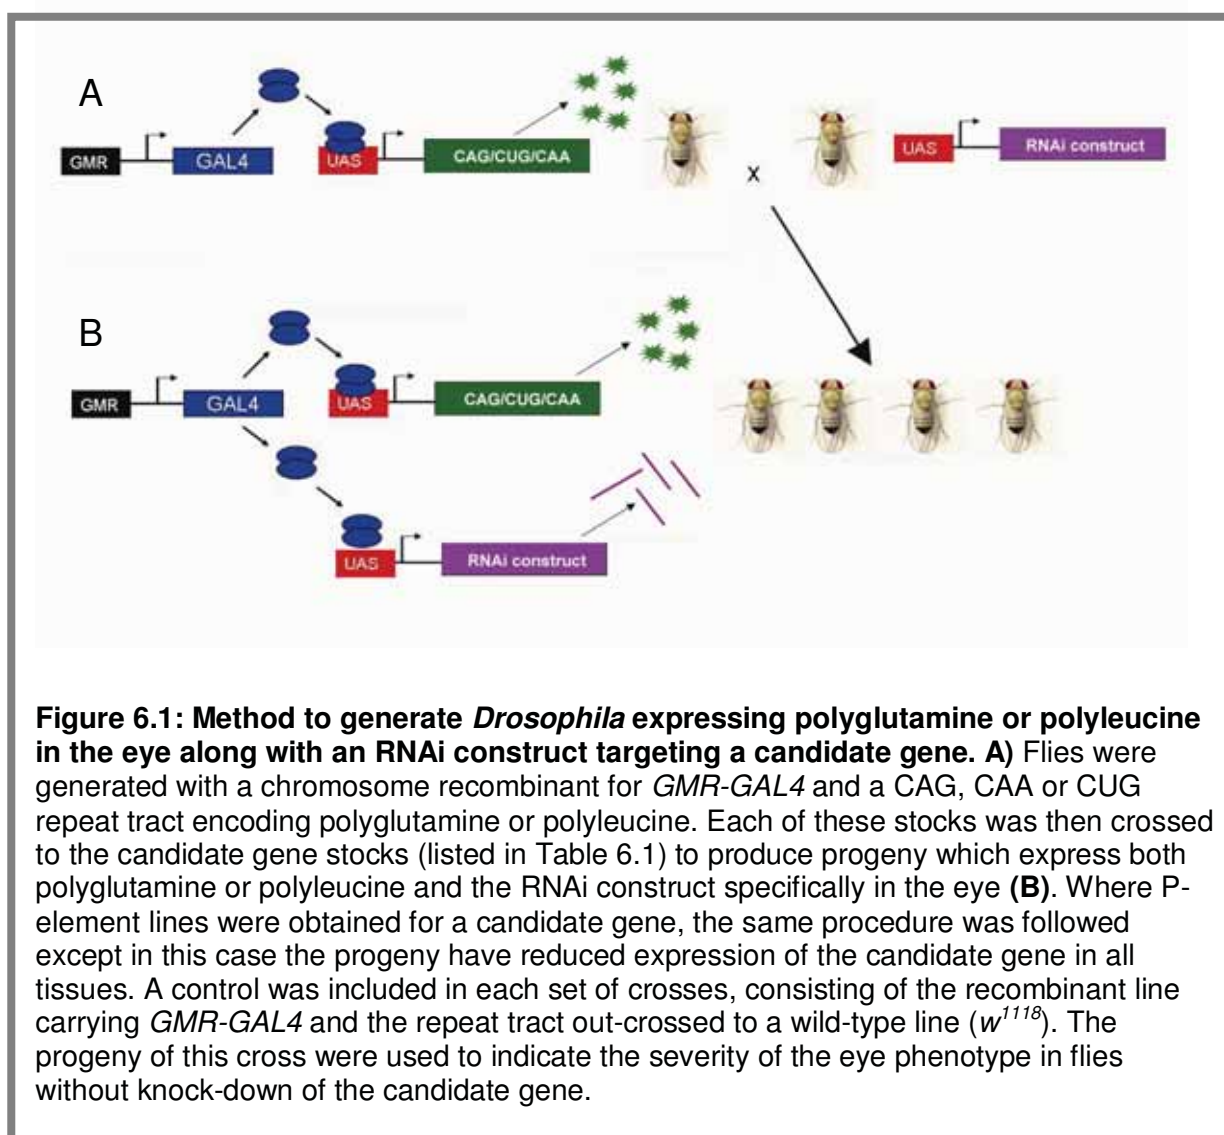 A
GMR
GAL4
UAS
CAG/CUG/CAA
x
UAS
RNAi construct
B
GMR
GAL4
UAS
CAG/CUG/CAA
UAS
RNAi construct
Figure 6.1: Method to generate Drosophila expressing polyglutamine or polyleucine
in the eye along with an RNAi construct targeting a candidate gene. A) Flies were
generated with a chromosome recombinant for GMR-GAL4 and a CAG, CAA or CUG
repeat tract encoding polyglutamine or polyleucine. Each of these stocks was then crossed
to the candidate gene stocks (listed in Table 6.1) to produce progeny which express both
polyglutamine or polyleucine and the RNAi construct specifically in the eye (B). Where P-
element lines were obtained for a candidate gene, the same procedure was followed
except in this case the progeny have reduced expression of the candidate gene in all
tissues. A control was included in each set of crosses, consisting of the recombinant line
carrying GMR-GAL4 and the repeat tract out-crossed to a wild-type line (w^1118). The
progeny of this cross were used to indicate the severity of the eye phenotype in flies
without knock-down of the candidate gene.